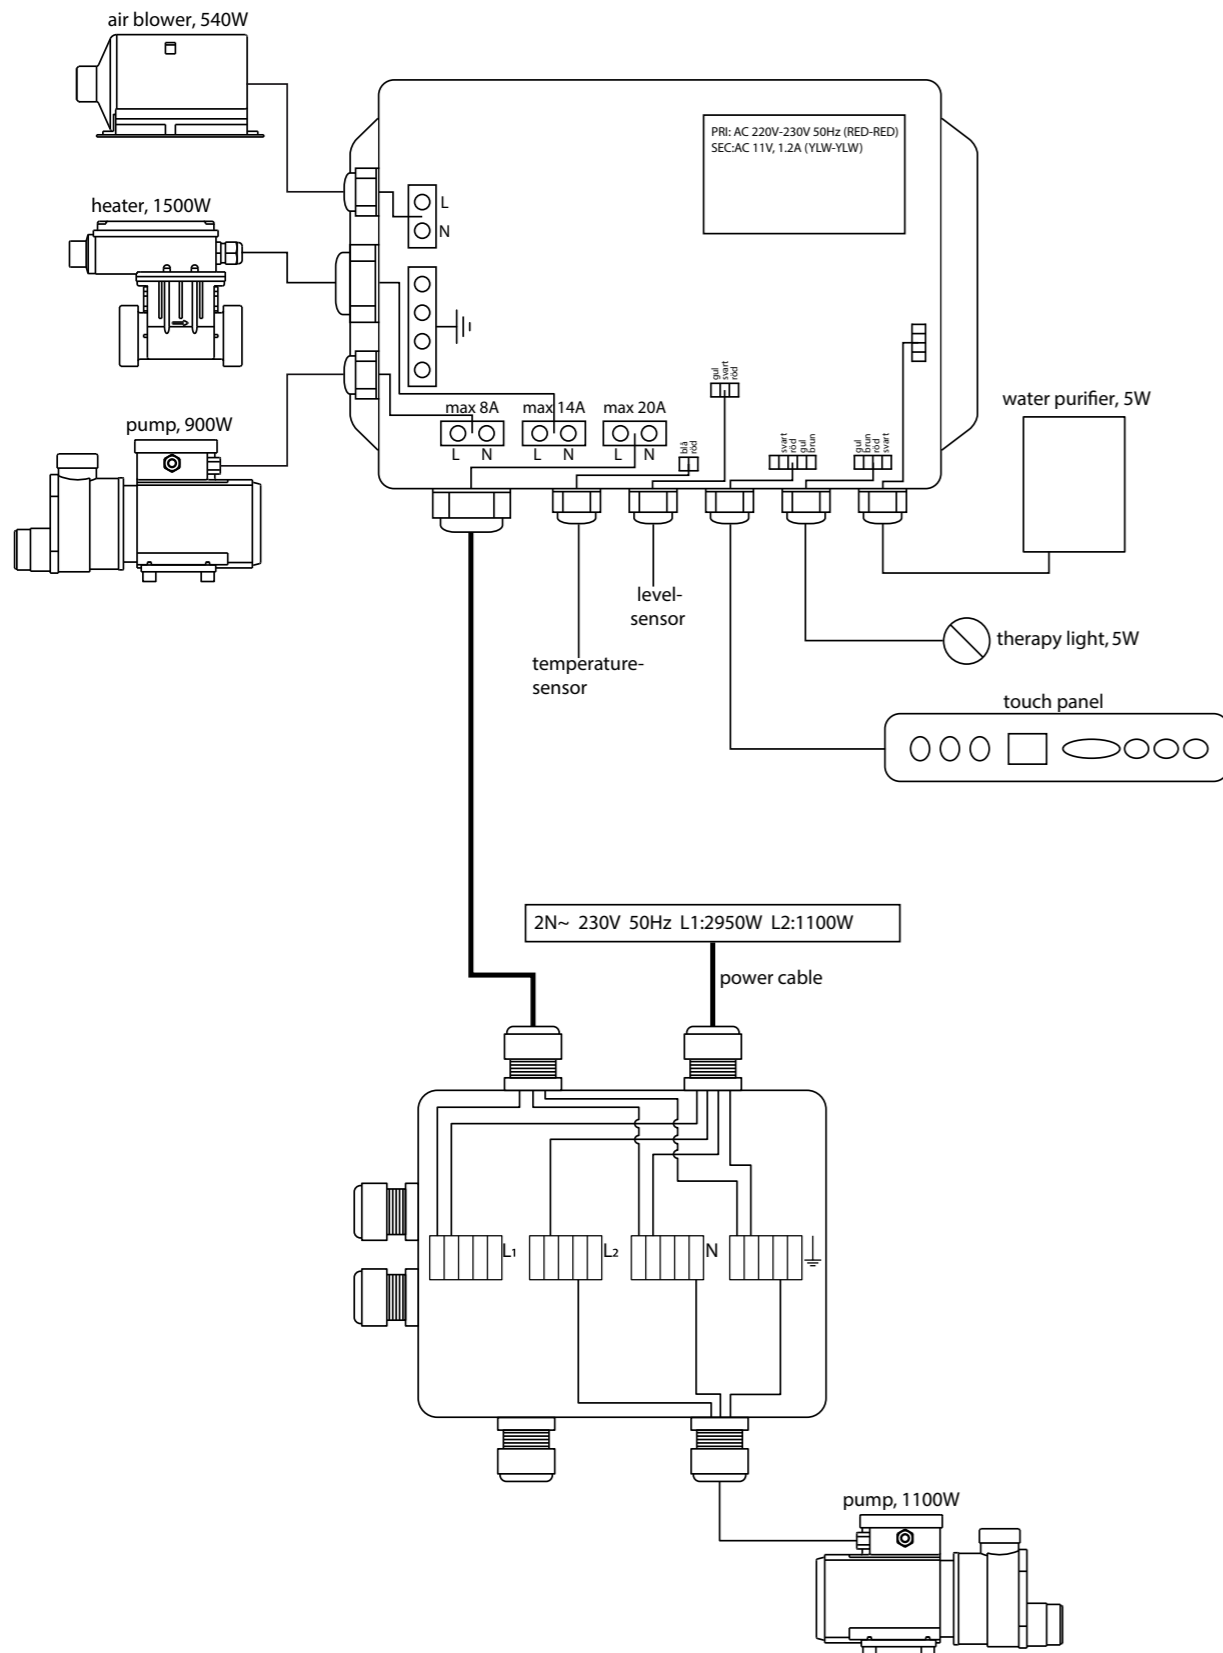 air blower, 540W
PRI: AC 220V-230V 50Hz (RED-RED)
SEC:AC 11V, 1.2A (YLW-YLW)
L
N
heater, 1500W
pump, 900W
max 8A
max 14A
max 20A
L N
L N
L N
blå
röd
gul
svart
röd
svart
röd
gul
brun
gul
brun
röd
svart
water purifier, 5W
level-
sensor
temperature-
sensor
therapy light, 5W
touch panel
2N~ 230V 50Hz L1:2950W L2:1100W
power cable
L1
L2
N
pump, 1100W